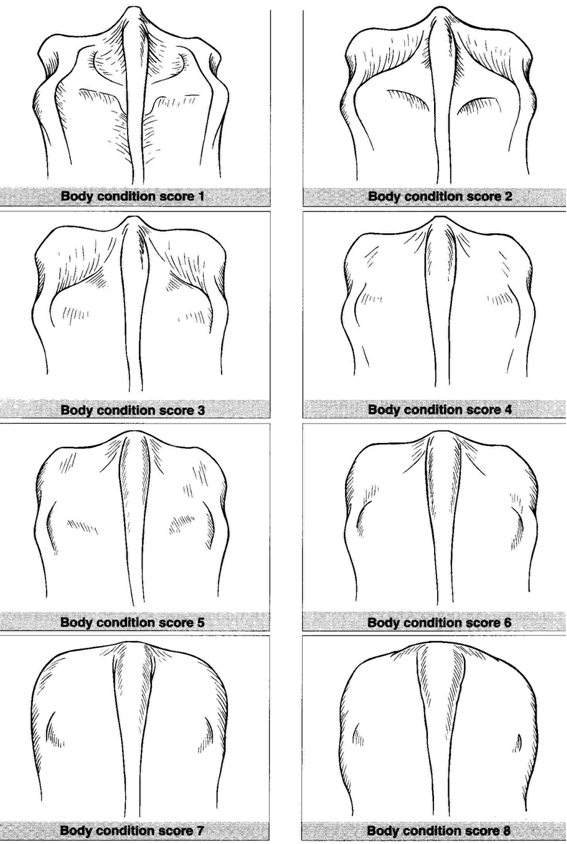 Body condition score 1
Body condition score 2
Body condition score 3
Body condition score 4
Body condition score 5
Body condition score 6
Body condition score 7
Body condition score 8